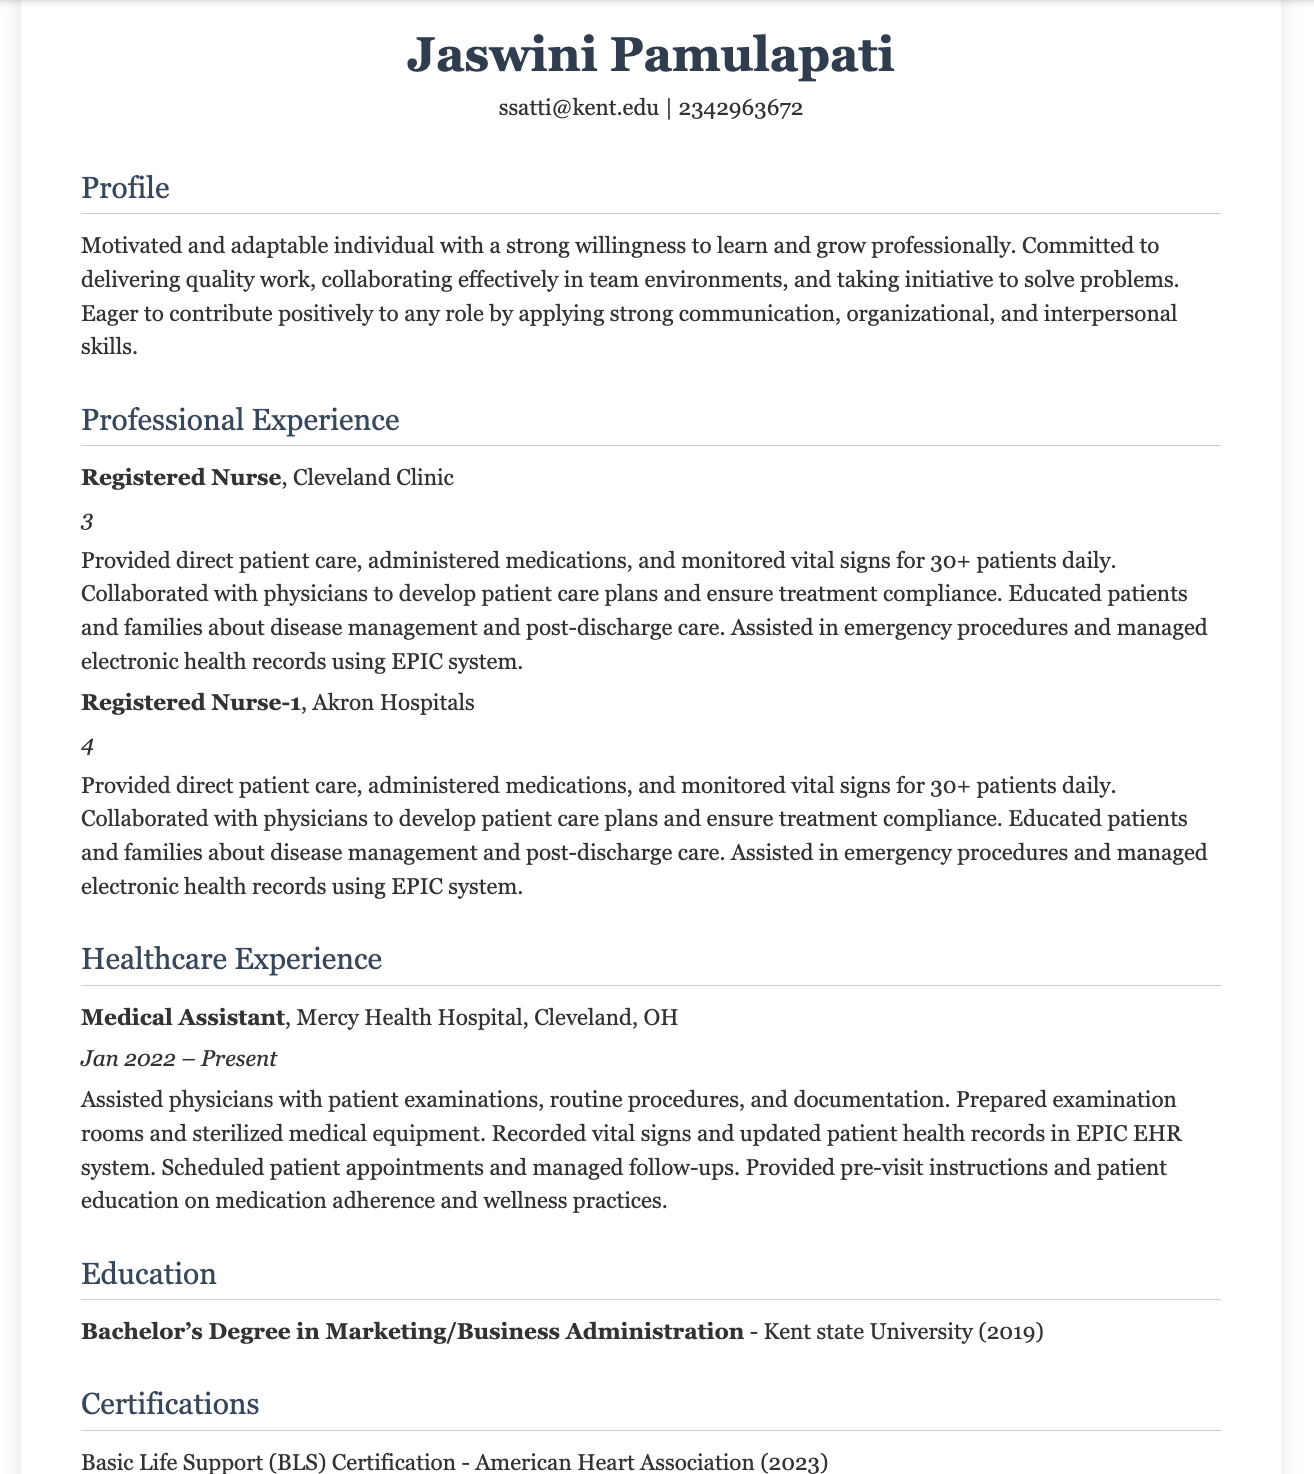 Jaswini Pamulapati
ssatti@kent.edu | 2342963672
Profile
Motivated and adaptable individual with a strong willingness to learn and grow professionally. Committed to
delivering quality work, collaborating effectively in team environments, and taking initiative to solve problems.
Eager to contribute positively to any role by applying strong communication, organizational, and interpersonal
skills.
Professional Experience
Registered Nurse, Cleveland Clinic
3
Provided direct patient care, administered medications, and monitored vital signs for 30+ patients daily.
Collaborated with physicians to develop patient care plans and ensure treatment compliance. Educated patients
and families about disease management and post-discharge care. Assisted in emergency procedures and managed
electronic health records using EPIC system.
Registered Nurse-1, Akron Hospitals
4
Provided direct patient care, administered medications, and monitored vital signs for 30+ patients daily.
Collaborated with physicians to develop patient care plans and ensure treatment compliance. Educated patients
and families about disease management and post-discharge care. Assisted in emergency procedures and managed
electronic health records using EPIC system.
Healthcare Experience
Medical Assistant, Mercy Health Hospital, Cleveland, OH
Jan 2022 – Present
Assisted physicians with patient examinations, routine procedures, and documentation. Prepared examination
rooms and sterilized medical equipment. Recorded vital signs and updated patient health records in EPIC EHR
system. Scheduled patient appointments and managed follow-ups. Provided pre-visit instructions and patient
education on medication adherence and wellness practices.
Education
Bachelor’s Degree in Marketing/Business Administration - Kent state University (2019)
Certifications
Basic Life Support (BLS) Certification - American Heart Association (2023)